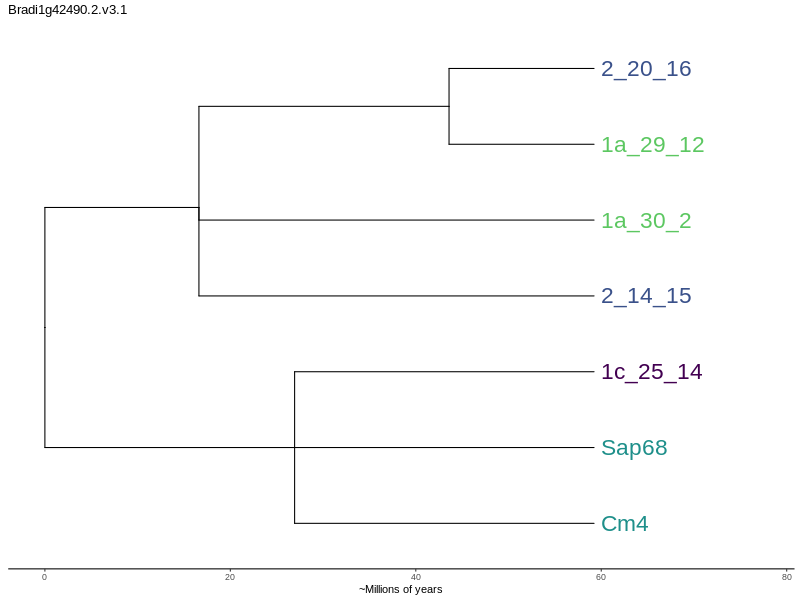 Bradi1g42490.2.v3.1
2_20_16
1a_29_12
1a_30_2
2_14_15
1c_25_14
Sap68
Cm4
0 20 40 60 80
~Millions of years